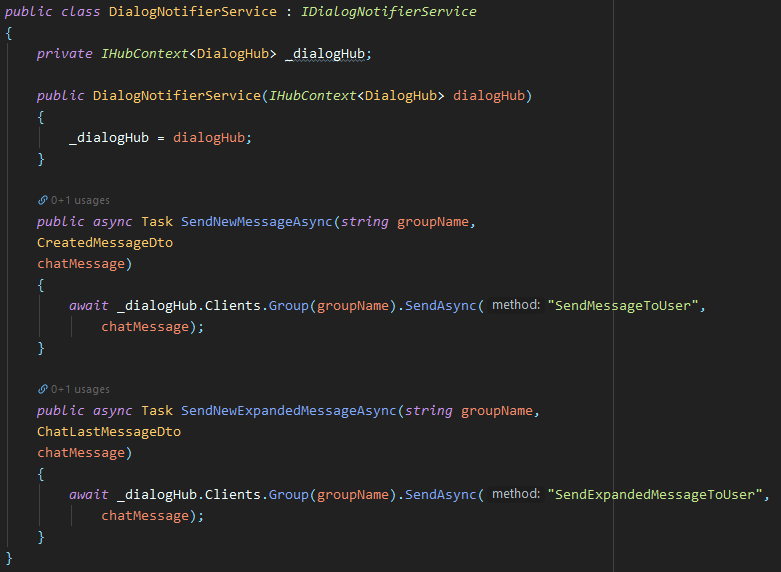 public class DialogNotifierService : IDialogNotifierService
{
private IHubContext<DialogHub> _dialogHub;
public DialogNotifierService(IHubContext<DialogHub> dialogHub)
{
_dialogHub = dialogHub;
}
0+1 usages
public async Task SendNewMessageAsync(string groupName,
CreatedMessageDto
chatMessage)
{
await _dialogHub.Clients.Group(groupName).SendAsync( method: "SendMessageToUser",
chatMessage);
}
0+1 usages
public async Task SendNewExpandedMessageAsync(string groupName,
ChatLastMessageDto
chatMessage)
{
await _dialogHub.Clients.Group(groupName).SendAsync( method: "SendExpandedMessageToUser",
chatMessage);
}
}